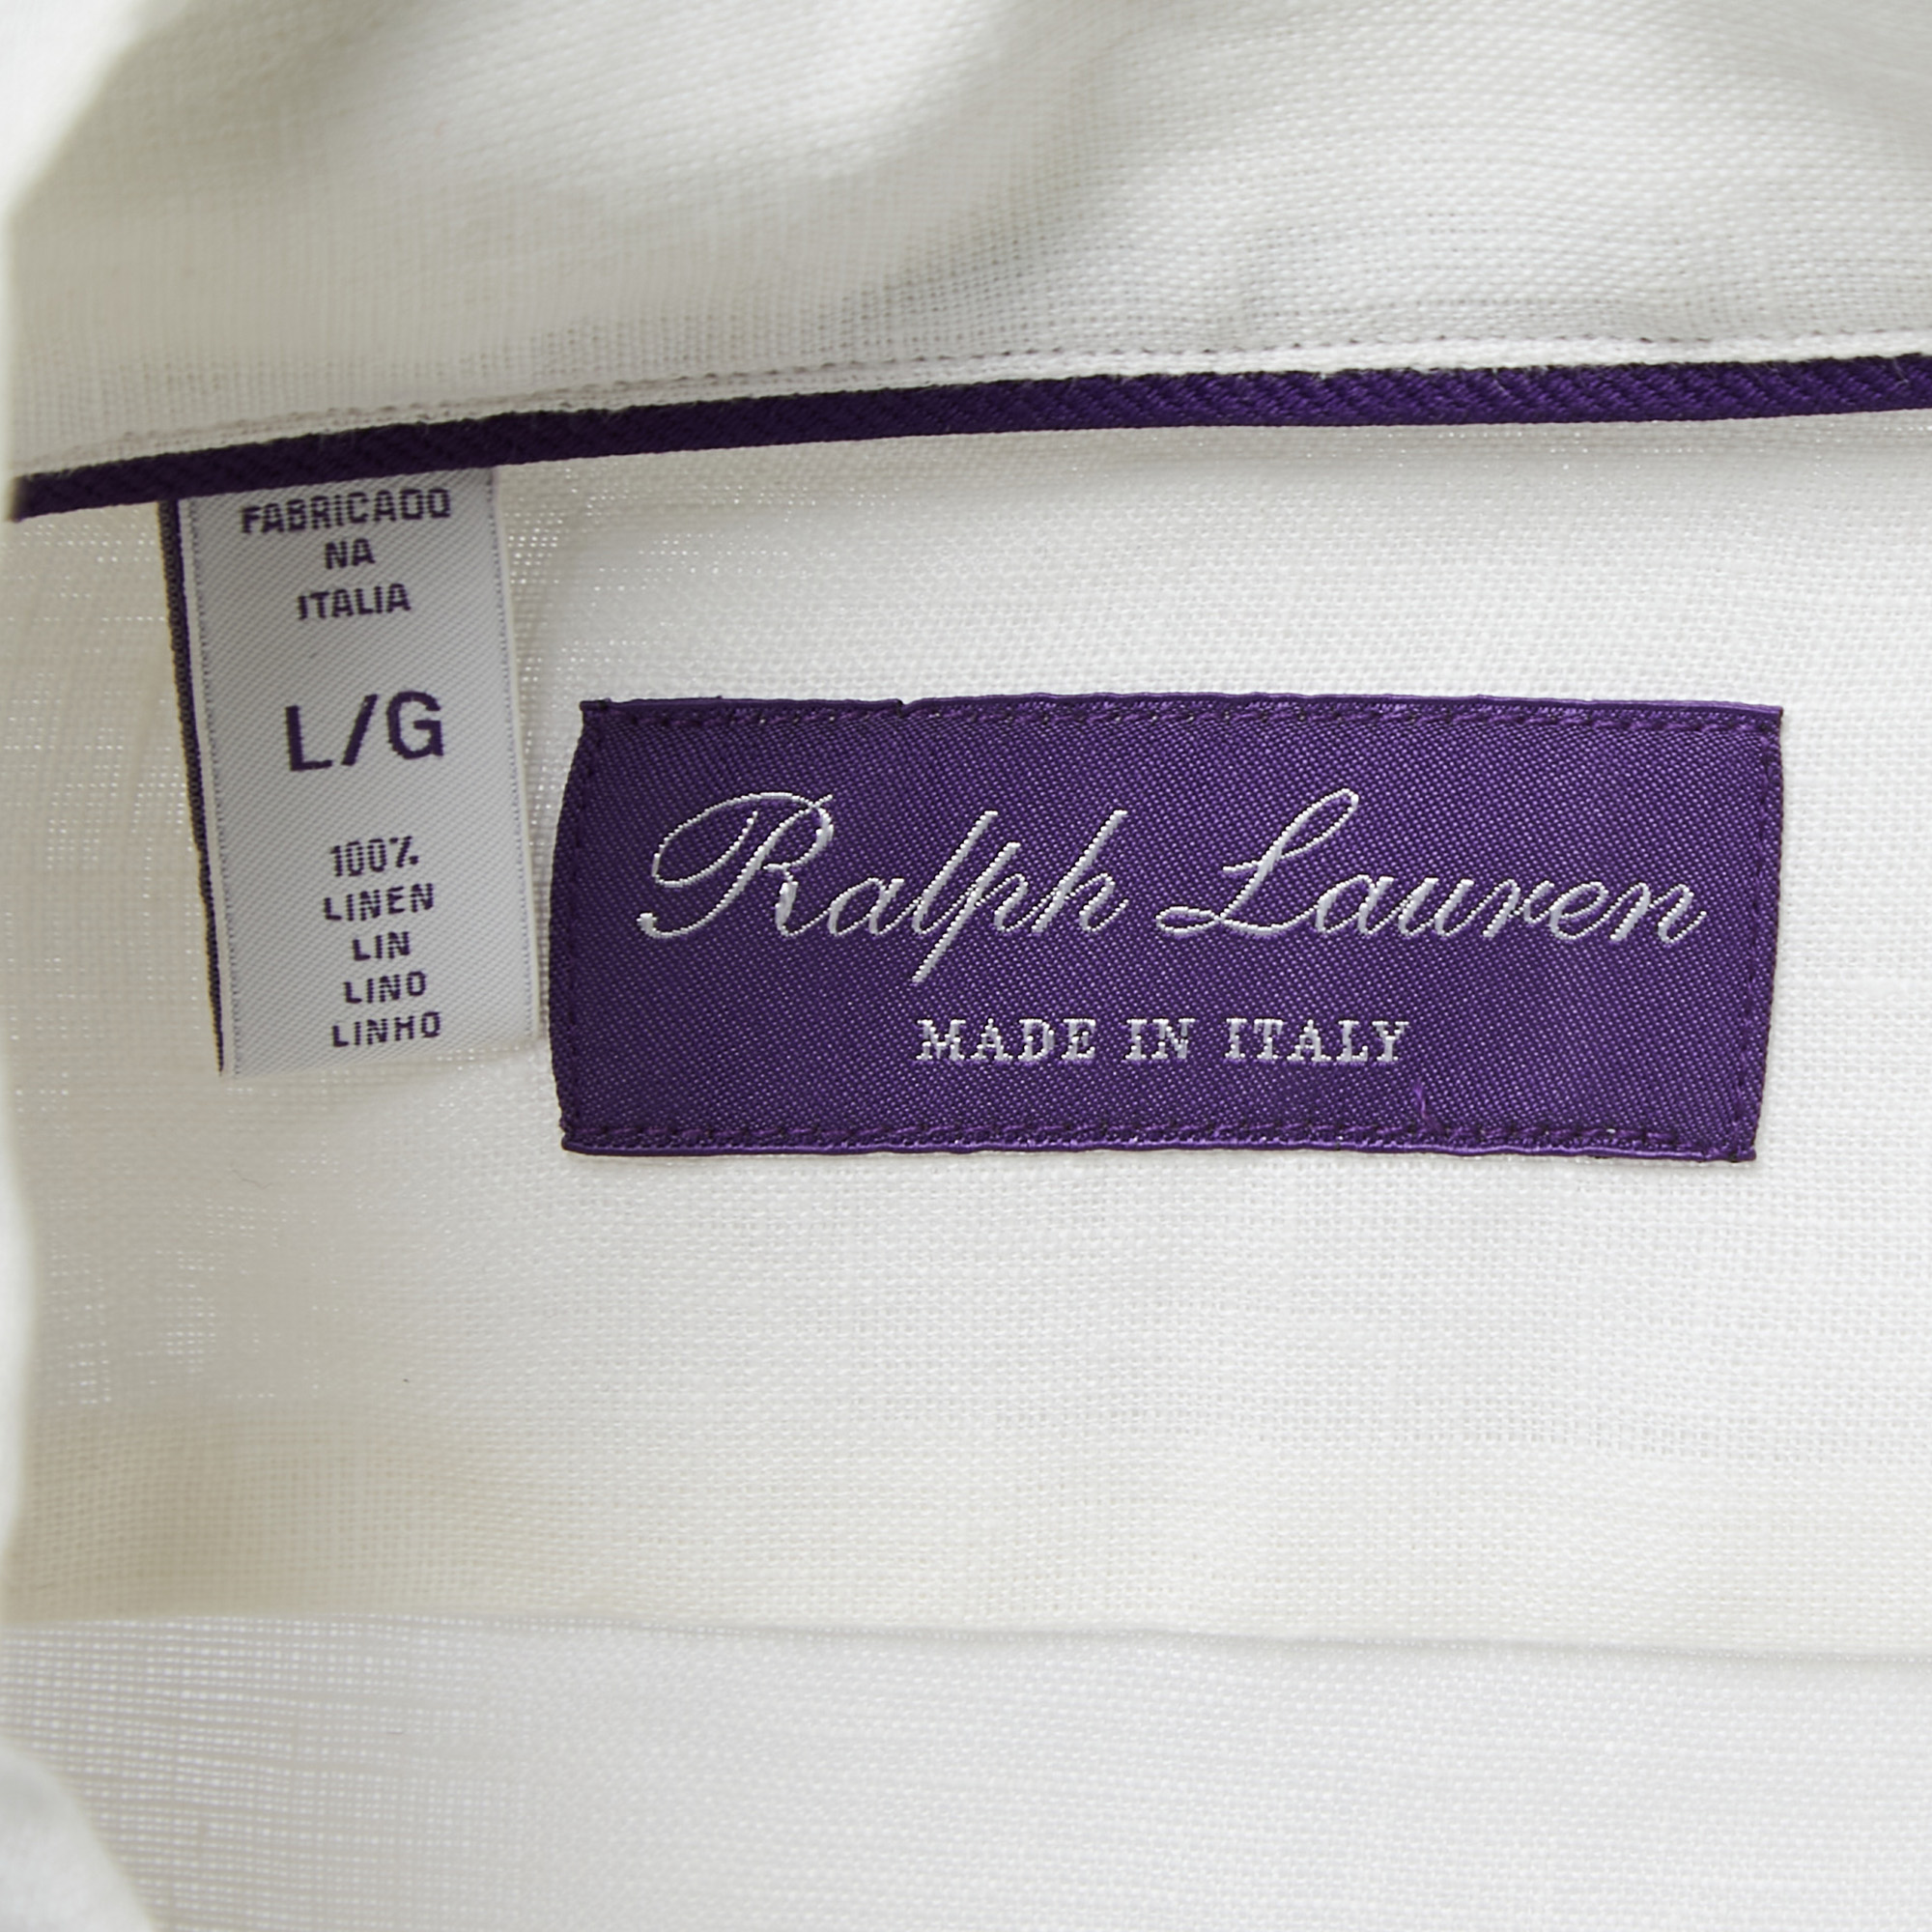 FABRICADO
NA
ITALIA
L/G
100%
LINEN
LIN
LINO
LINHO
Ralph Lauren
MADE IN ITALY